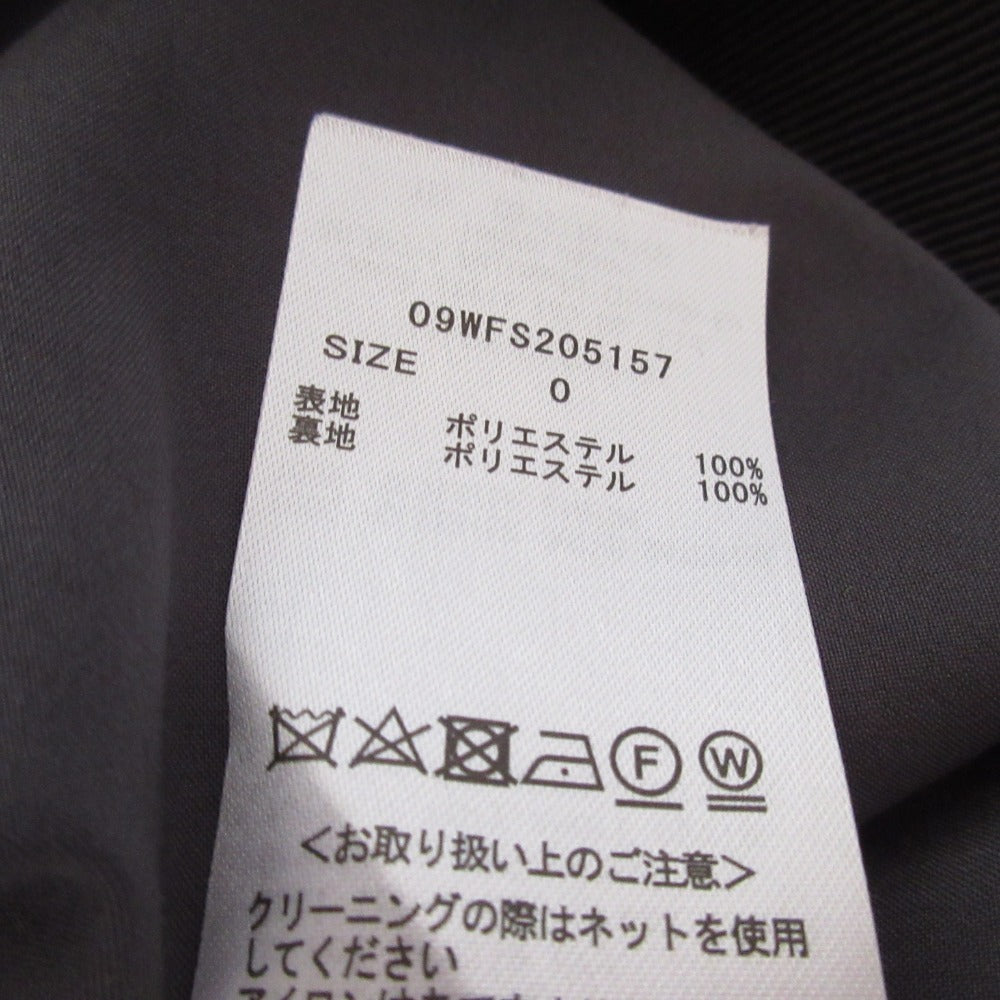 09WFS205157
SIZE 0
表地 ポリエステル 100%
裏地 ポリエステル 100%
F W
<お取り扱い上のご注意>
クリーニングの際はネットを使用
してください